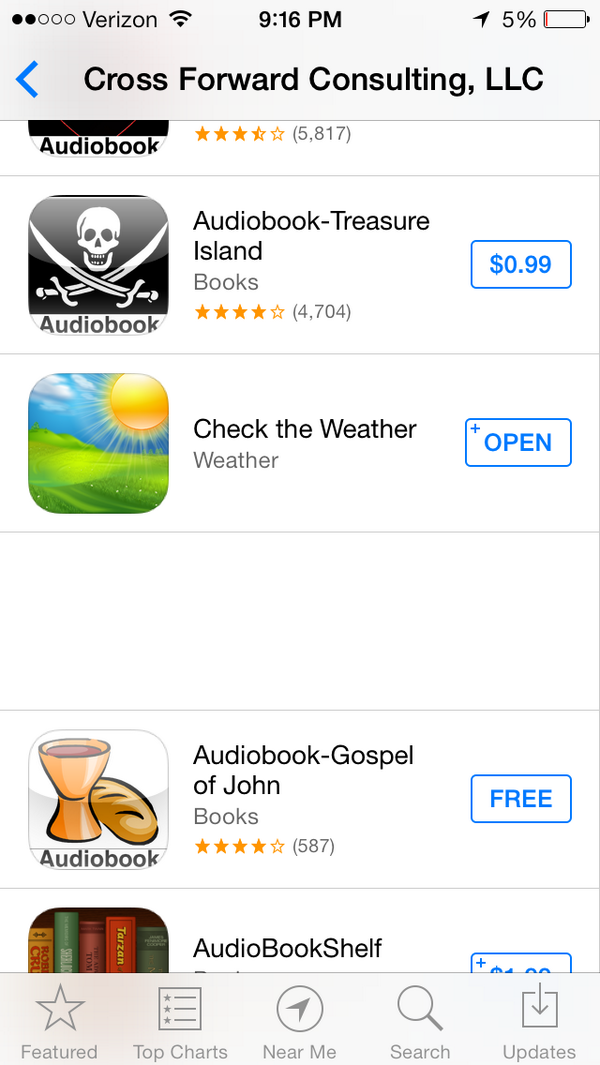 Verizon 9:16 PM 5%
Cross Forward Consulting, LLC
Audiobook
(5,817)
Audiobook-Treasure
Island
Books
(4,704)
$0.99
Audiobook
Check the Weather
Weather
+ OPEN
Audiobook-Gospel
of John
Books
(587)
FREE
Audiobook
Tarzan
AudioBookShelf
+ $1.99
Featured Top Charts Near Me Search Updates